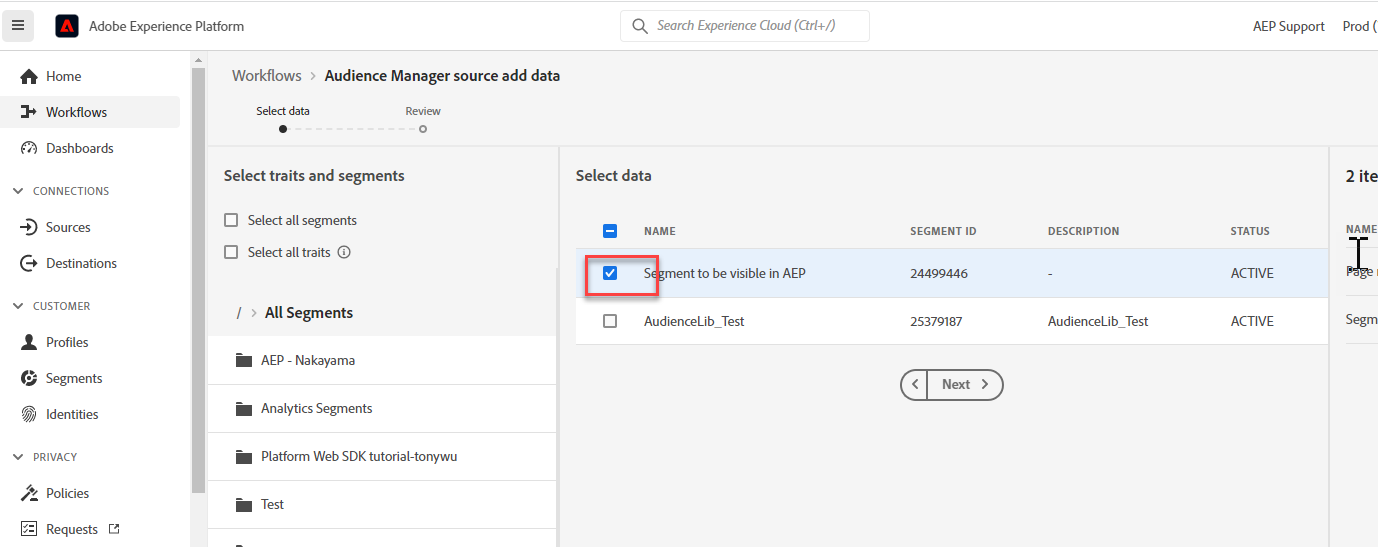 Adobe Experience Platform
Search Experience Cloud (Ctrl+/)
AEP Support
Prod (
Home
Workflows
Dashboards
CONNECTIONS
Sources
Destinations
CUSTOMER
Profiles
Segments
Identities
PRIVACY
Policies
Requests
Workflows > Audience Manager source add data
Select data
Review
Select traits and segments
Select all segments
Select all traits
/ > All Segments
AEP - Nakayama
Analytics Segments
Platform Web SDK tutorial-tonywu
Test
Select data
NAME SEGMENT ID DESCRIPTION STATUS
Segment to be visible in AEP 24499446 - ACTIVE
AudienceLib_Test 25379187 AudienceLib_Test ACTIVE
< Next >
2 ite
NAME
Page
Segm